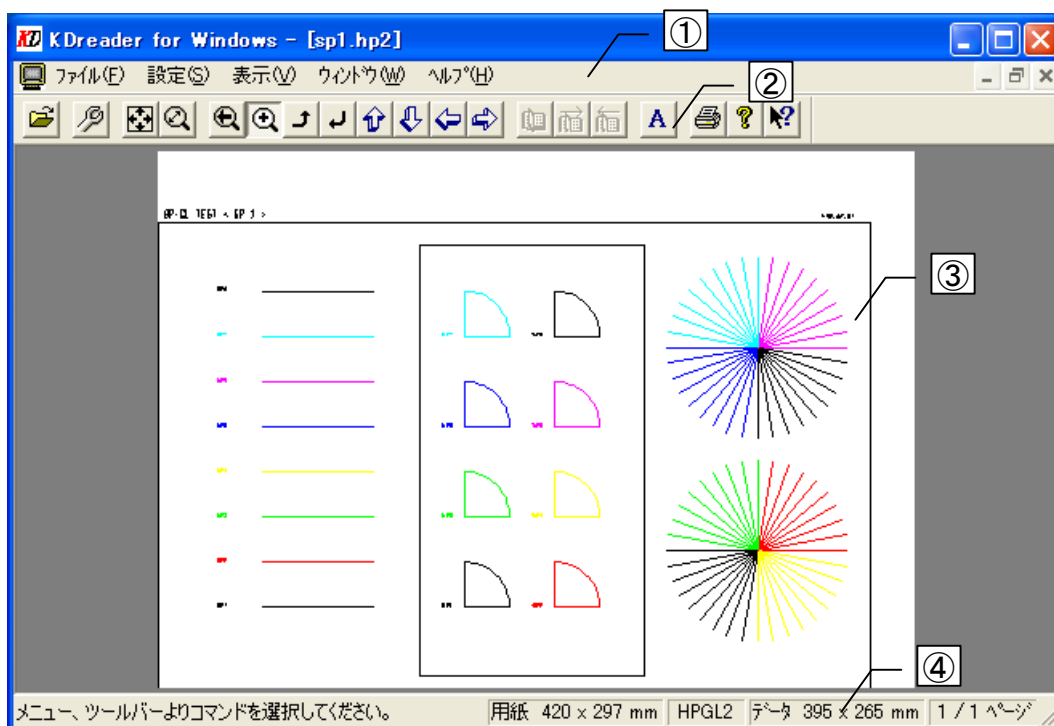 KDreader for Windows - [sp1.hp2]
①
ﾌｧｲﾙ(F) 設定(S) 表示(V) ｳｨﾝﾄﾞｳ(W) ﾍﾙﾌﾟ(H)
②
A
③
④
メニュー、ツールバーよりコマンドを選択してください。 用紙 420 x 297 mm HPGL2 ﾃﾞｰﾀ 395 x 265 mm 1 / 1 ﾍﾟｰｼﾞ